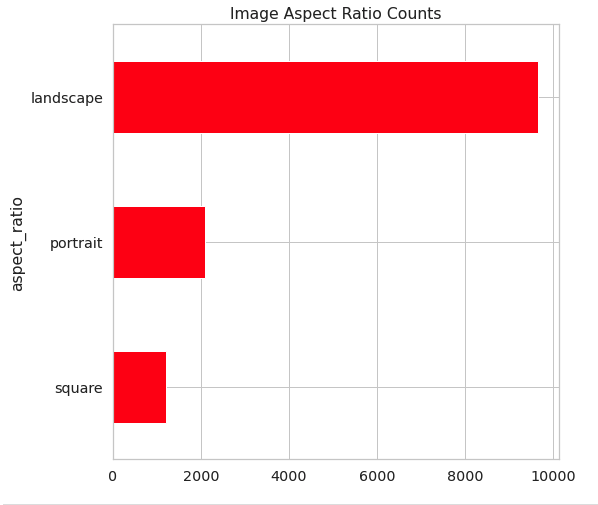 Image Aspect Ratio Counts
landscape
portrait
square
aspect_ratio
0 2000 4000 6000 8000 10000